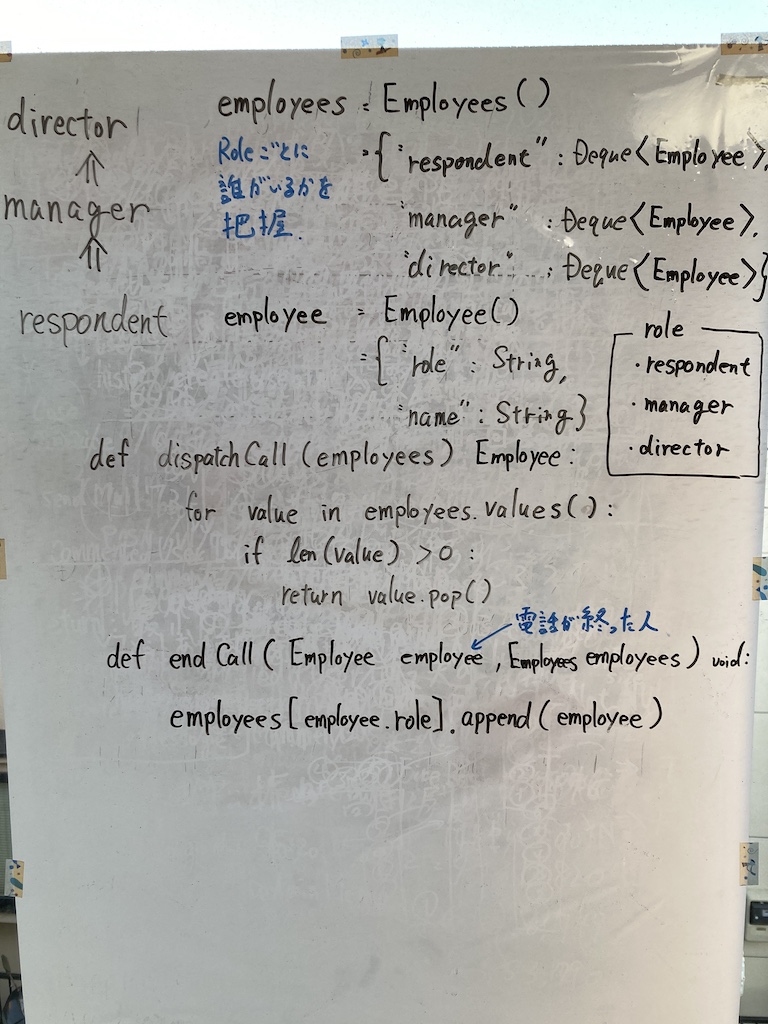 director
⇑
manager
⇑
respondent
employees = Employees()
Roleごとに
誰がいるかを
把握.
={"respondent" : Deque<Employee>,
"manager" : Deque<Employee>,
"director" : Deque<Employee>}
employee = Employee()
={"role" : String,
"name" : String}
role
・respondent
・manager
・director
def dispatchCall (employees) Employee :
for value in employees.values() :
if len(value) > 0 :
return value.pop()
電話が終った人
def endCall( Employee employee , Employees employees) void:
employees[employee.role].append(employee)